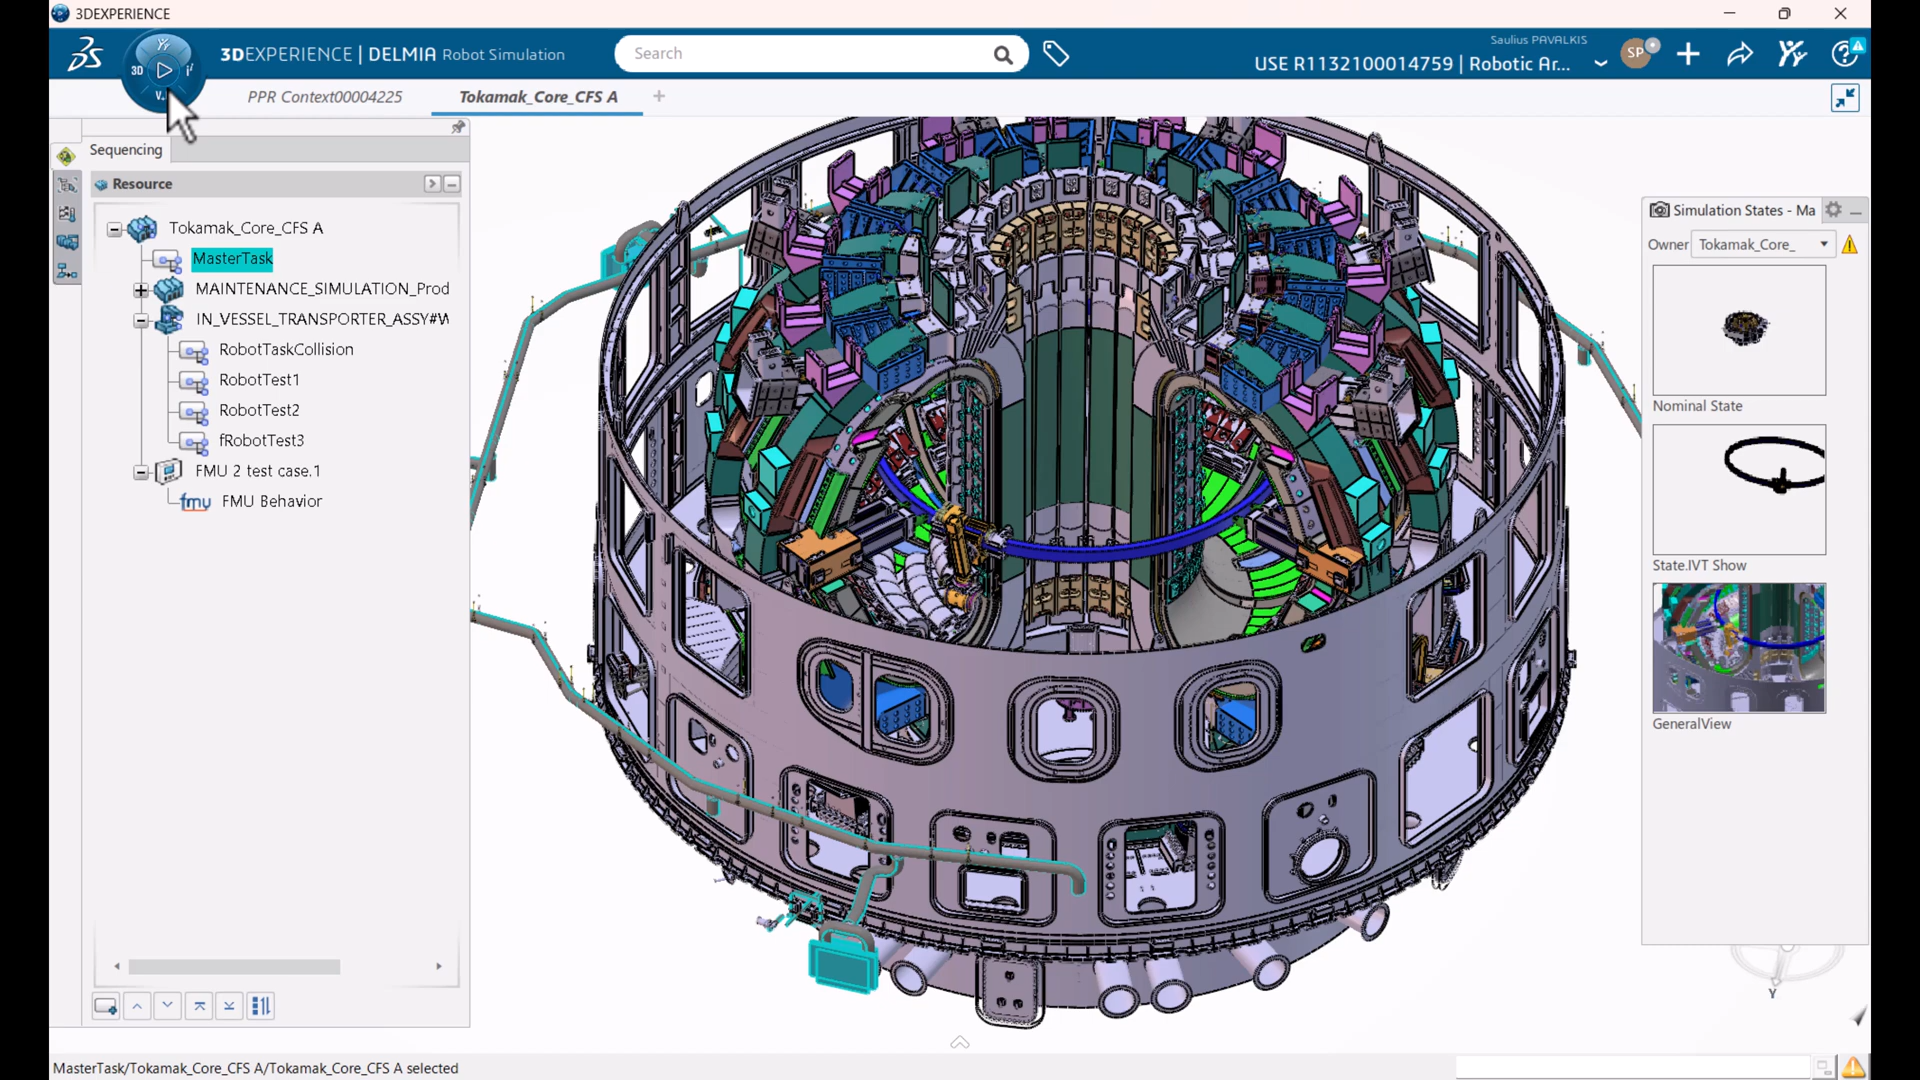 3DEXPERIENCE
3DEXPERIENCE | DELMIA Robot Simulation
Search
Saulius PAVALKIS
USE R1132100014759 | Robotic Ar...
SP
3D
V.
PPR Context00004225
Tokamak_Core_CFS A
Sequencing
Resource
Tokamak_Core_CFS A
MasterTask
MAINTENANCE_SIMULATION_Prod
IN_VESSEL_TRANSPORTER_ASSY#W
RobotTaskCollision
RobotTest1
RobotTest2
fRobotTest3
FMU 2 test case.1
fmu FMU Behavior
Simulation States - Ma
Owner Tokamak_Core_
Nominal State
State.IVT Show
GeneralView
Y
MasterTask/Tokamak_Core_CFS A/Tokamak_Core_CFS A selected